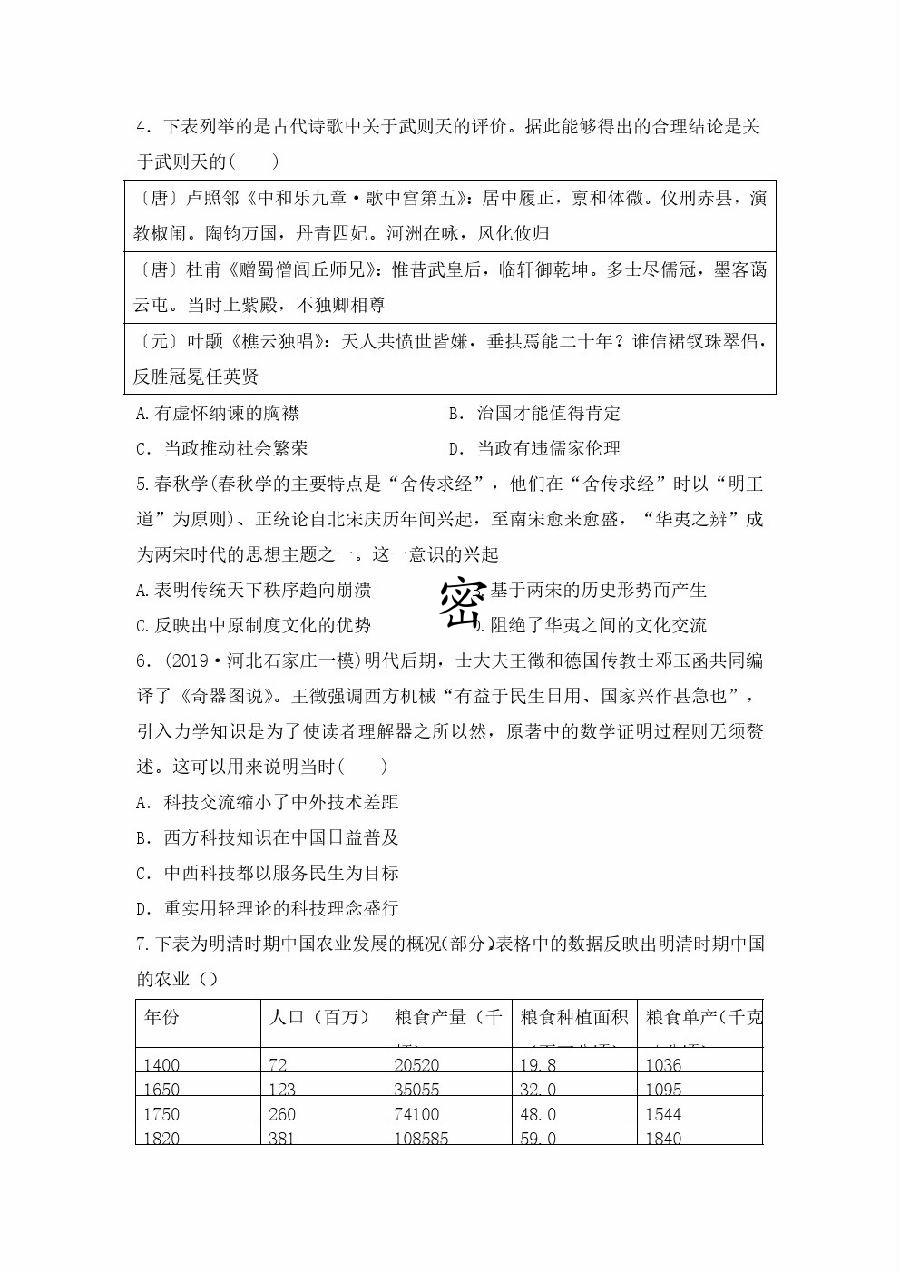 4．下表列举的是古代诗歌中关于武则天的评价。据此能够得出的合理结论是关
于武则天的(　　)
〔唐〕卢照邻《中和乐九章·歌中宫第五》：居中履正，禀和体微。仪刑赤县，演
教椒闱。陶钧万国，丹青四妃。河洲在咏，风化攸归
〔唐〕杜甫《赠蜀僧闾丘师兄》：惟昔武皇后，临轩御乾坤。多士尽儒冠，墨客蔼
云屯。当时上紫殿，不独卿相尊
〔元〕叶颙《樵云独唱》：天人共愤世皆嫌，垂拱焉能二十年？谁信裙钗珠翠侣，
反胜冠冕任英贤
A.有虚怀纳谏的胸襟　B．治国才能值得肯定
C．当政推动社会繁荣　D．当政有违儒家伦理
5.春秋学(春秋学的主要特点是“舍传求经”，他们在“舍传求经”时以“明王
道”为原则)、正统论自北宋庆历年间兴起，至南宋愈来愈盛，“华夷之辨”成
为两宋时代的思想主题之一。这一意识的兴起
A.表明传统天下秩序趋向崩溃　基于两宋的历史形势而产生
密
C.反映出中原制度文化的优势　D.阻绝了华夷之间的文化交流
6．(2019·河北石家庄一模)明代后期，士大夫王徵和德国传教士邓玉函共同编
译了《奇器图说》。王徵强调西方机械“有益于民生日用、国家兴作甚急也”，
引入力学知识是为了使读者理解器之所以然，原著中的数学证明过程则无须赘
述。这可以用来说明当时(　　)
A．科技交流缩小了中外技术差距
B．西方科技知识在中国日益普及
C．中西科技都以服务民生为目标
D．重实用轻理论的科技理念盛行
7.下表为明清时期中国农业发展的概况(部分)表格中的数据反映出明清时期中国
的农业（）
年份　人口（百万）　粮食产量（千　粮食种植面积　粮食单产（千克
1400　72　20520　19.8　1036
1650　123　35055　32.0　1095
1750　260　74100　48.0　1544
1820　381　108585　59.0　1840